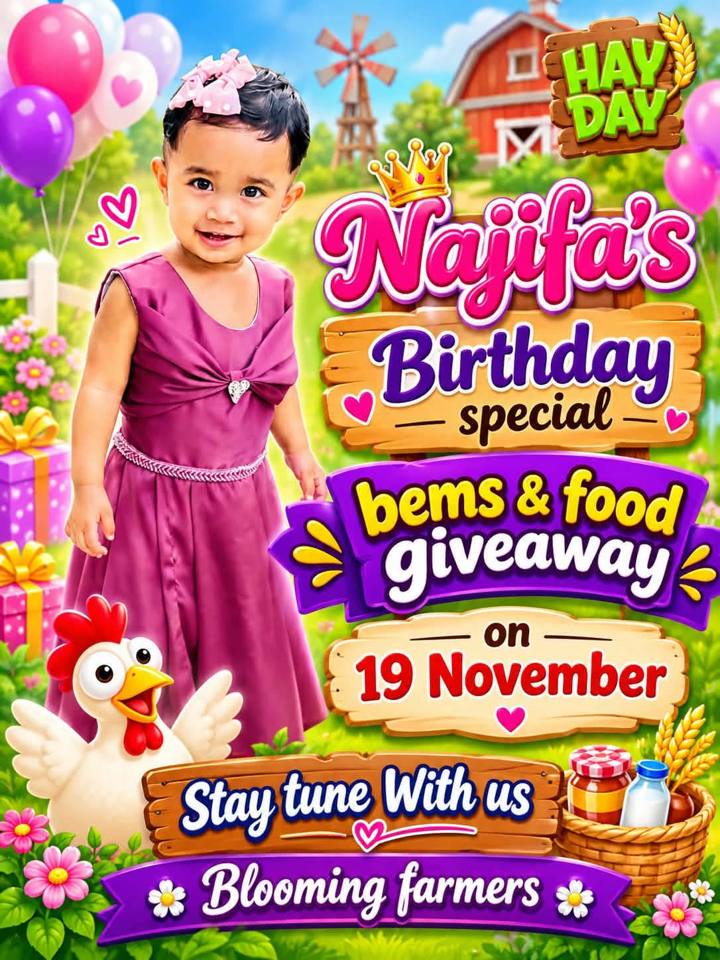 HAY
DAY
Najifa's
Birthday
special
bems & food
giveaway
on
19 November
Stay tune With us
Blooming farmers